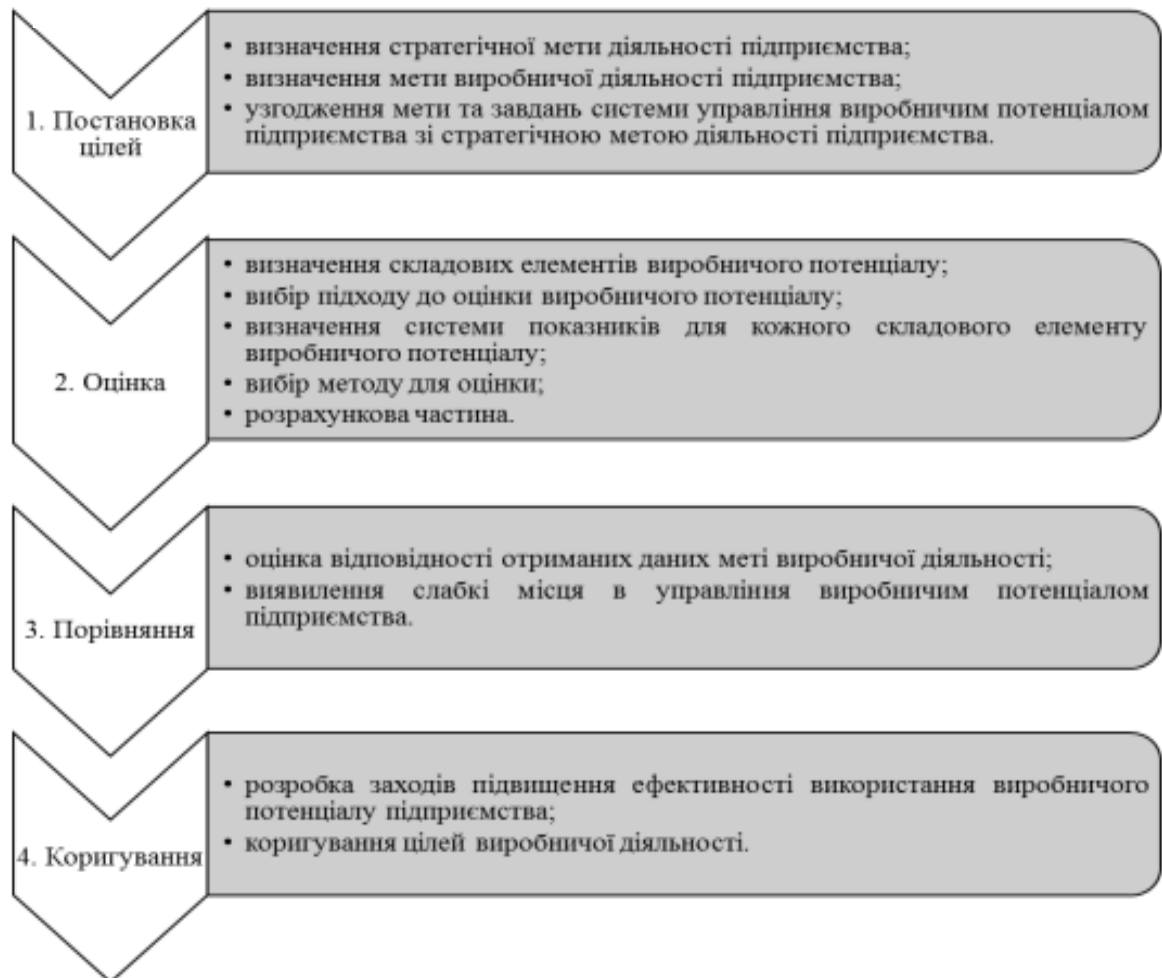 1. Постановка
цілей
• визначення стратегічної мети діяльності підприємства;
• визначення мети виробничої діяльності підприємства;
• узгодження мети та завдань системи управління виробничим потенціалом
підприємства зі стратегічною метою діяльності підприємства.
2. Оцінка
• визначення складових елементів виробничого потенціалу;
• вибір підходу до оцінки виробничого потенціалу;
• визначення системи показників для кожного складового елементу
виробничого потенціалу;
• вибір методу для оцінки;
• розрахункова частина.
3. Порівняння
• оцінка відповідності отриманих даних меті виробничої діяльності;
• виявилення слабкі місця в управління виробничим потенціалом
підприємства.
4. Коригування
• розробка заходів підвищення ефективності використання виробничого
потенціалу підприємства;
• коригування цілей виробничої діяльності.